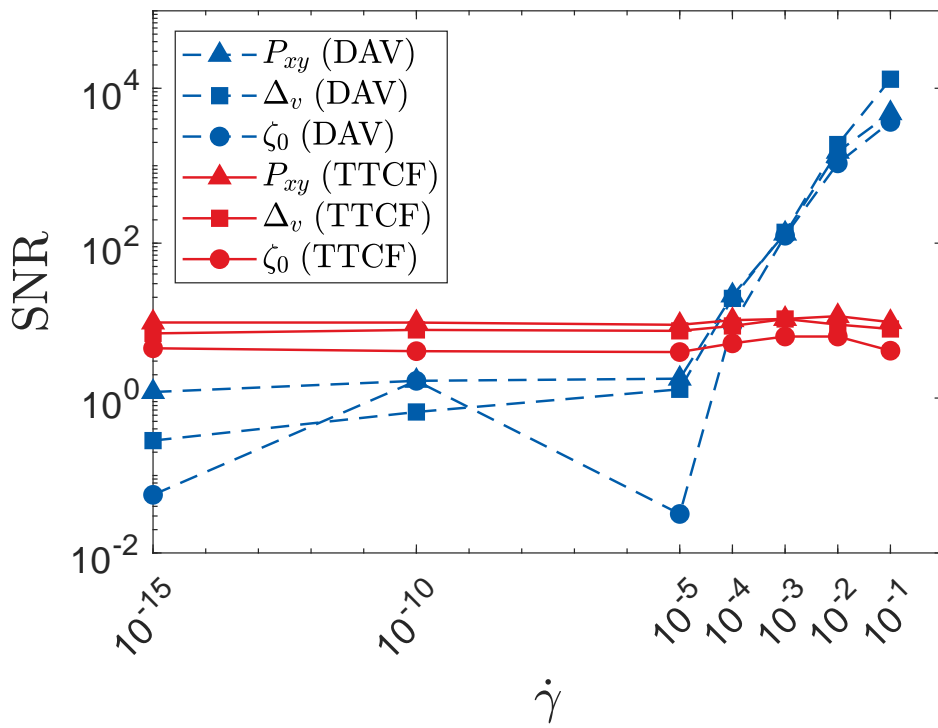 SNR
10^4
10^2
10^0
10^-2
P_xy (DAV)
Δ_v (DAV)
ζ_0 (DAV)
P_xy (TTCF)
Δ_v (TTCF)
ζ_0 (TTCF)
10^-15
10^-10
10^-5
10^-4
10^-3
10^-2
10^-1
γ̇